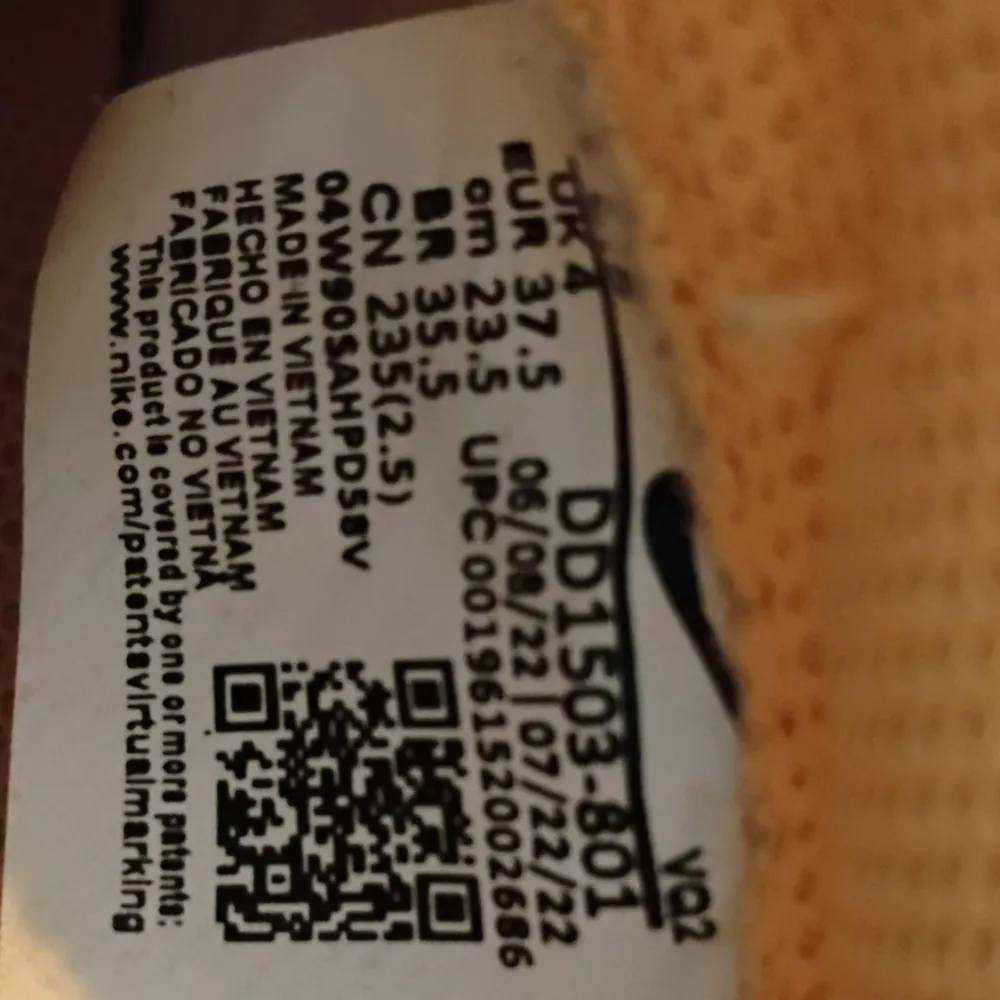 VQ2
UK 4
DD1503-801
EUR 37.5
06/08/22 | 07/22/22
cm 23.5
UPC 00196152002686
BR 35.5
CN 235(2.5)
04W90SAHPD58V
MADE IN VIETNAM
HECHO EN VIETNAM
FABRIQUE AU VIETNAM
FABRICADO NO VIETNÃ
This product is covered by one or more patents:
www.nike.com/patentsvirtualmarking